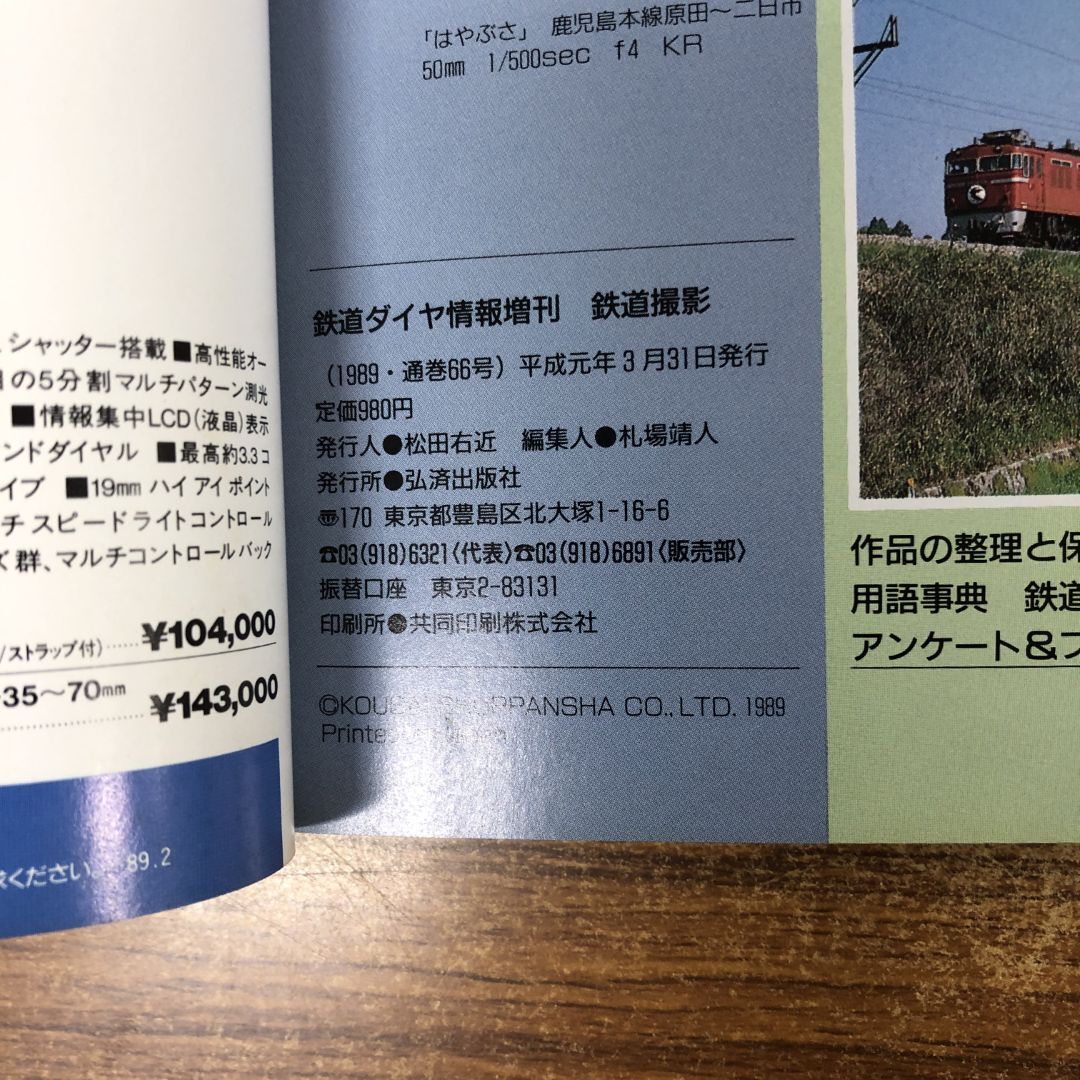 シャッター搭載■高性能オー
の5分割マルチパターン測光
■情報集中LCD(液晶)表示
ンドダイヤル ■最高約3.3コ
イブ ■19mm ハイアイポイント
チスピードライトコントロール
ズ群、マルチコントロールバック
/ストラップ付)……¥104,000
35〜70mm
¥143,000
ください 89.2
「はやぶさ」 鹿児島本線原田〜二日市
50mm 1/500sec f4 KR
鉄道ダイヤ情報増刊 鉄道撮影
(1989・通巻66号) 平成元年3月31日発行
定価980円
発行人●松田右近 編集人●札場靖人
発行所●弘済出版社
〠170 東京都豊島区北大塚1-16-6
☎03(918)6321〈代表〉☎03(918)6891〈販売部〉
振替口座 東京2-83131
印刷所●共同印刷株式会社
CO., LTD. 1989
作品の整理と保
用語事典 鉄道
アンケート&フ